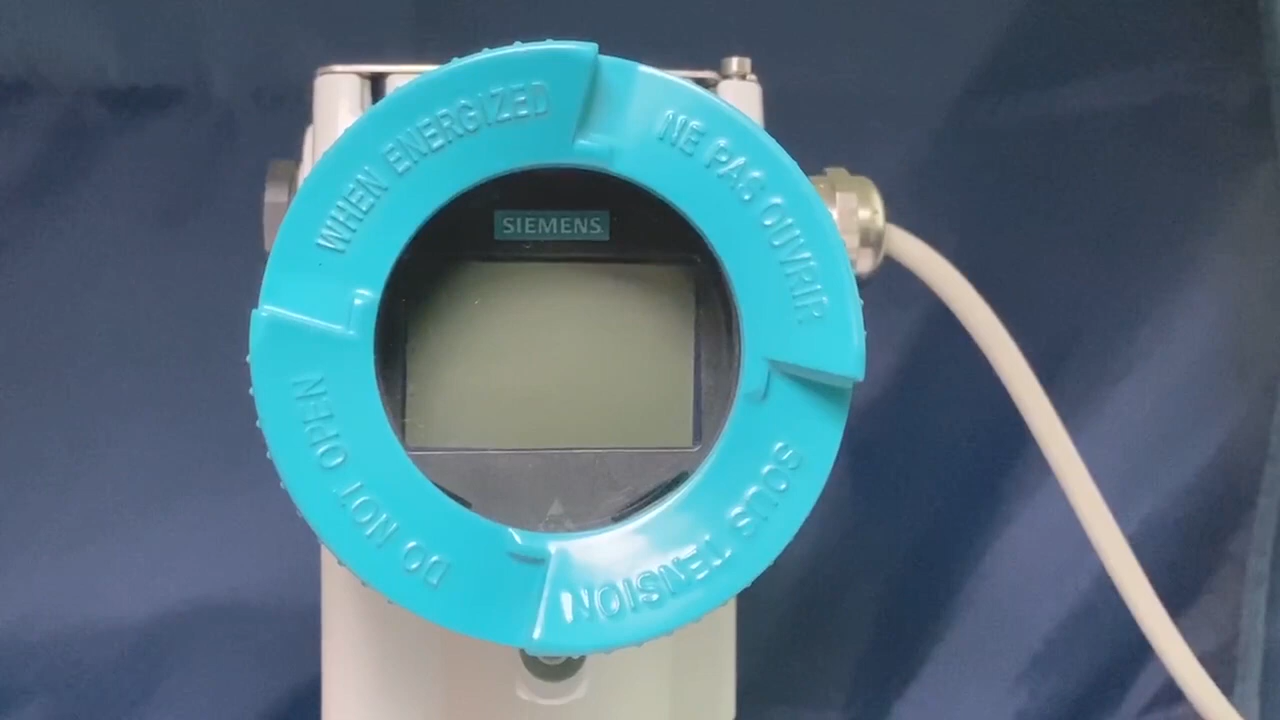 SIEMENS
DO NOT OPEN
WHEN ENERGIZED
NE PAS OUVRIR
SOUS TENSION